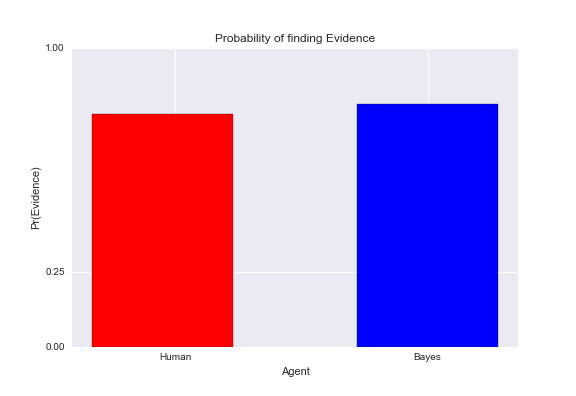 Probability of finding Evidence
1.00
Pr(Evidence)
0.25
0.00
Human
Bayes
Agent